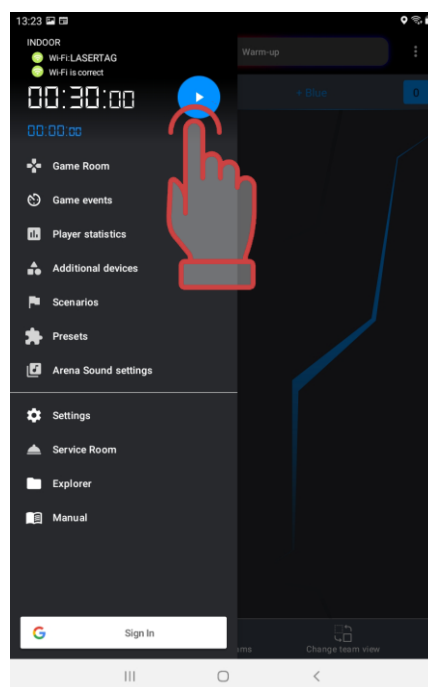 13:23
INDOOR
Wi-Fi:LASERTAG
Wi-Fi is correct
Warm-up
00:30:00
+ Blue
0
00:00:00
Game Room
Game events
Player statistics
Additional devices
Scenarios
Presets
Arena Sound settings
Settings
Service Room
Explorer
Manual
G
Sign In
Change team view